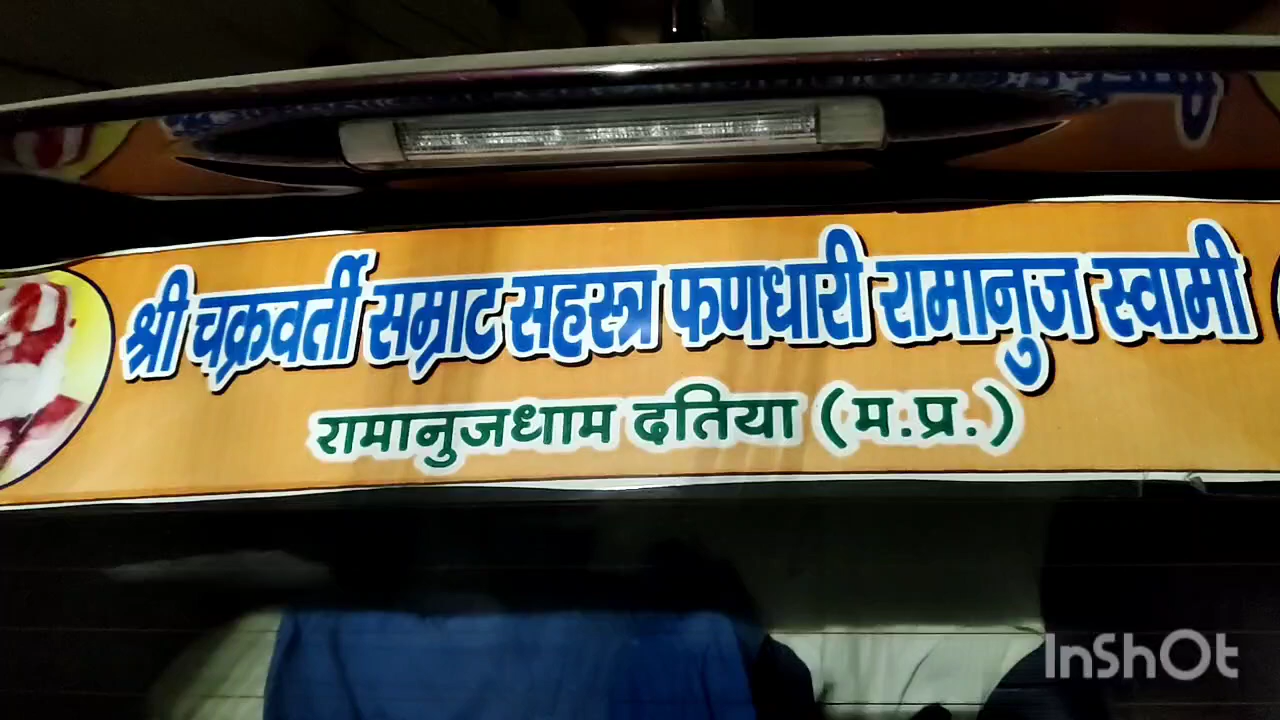 श्री चक्रवर्ती सम्राट सहस्त्र फणधारी रामानुज स्वामी
रामानुजधाम दतिया (म.प्र.)
InShOt